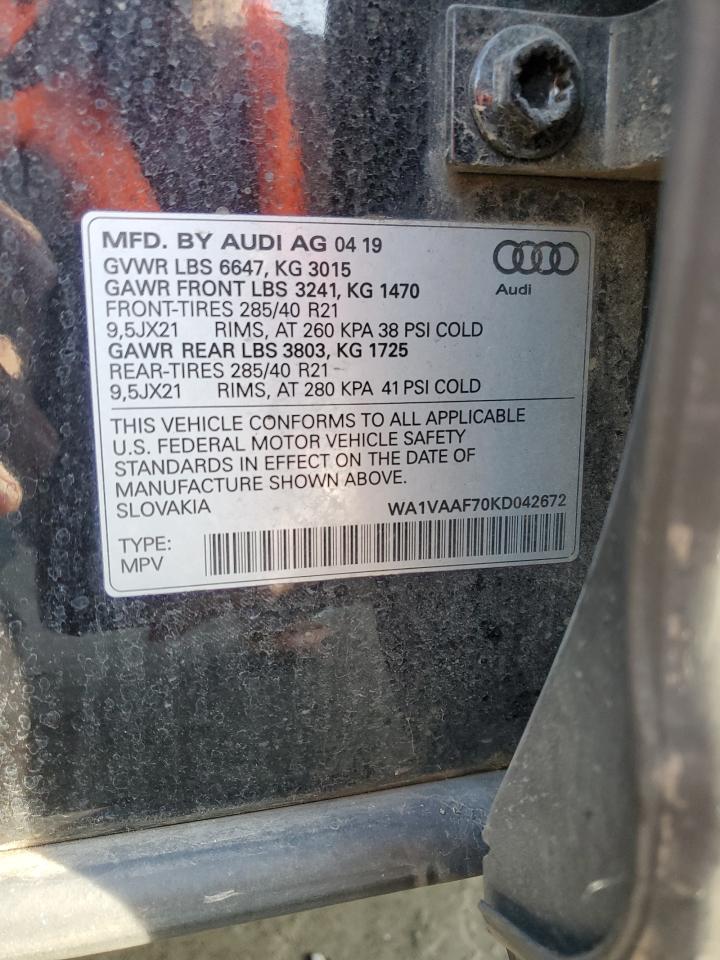 MFD. BY AUDI AG 04 19
GVWR LBS 6647, KG 3015
GAWR FRONT LBS 3241, KG 1470
FRONT-TIRES 285/40 R21
9,5JX21 RIMS, AT 260 KPA 38 PSI COLD
GAWR REAR LBS 3803, KG 1725
REAR-TIRES 285/40 R21
9,5JX21 RIMS, AT 280 KPA 41 PSI COLD
Audi
THIS VEHICLE CONFORMS TO ALL APPLICABLE
U.S. FEDERAL MOTOR VEHICLE SAFETY
STANDARDS IN EFFECT ON THE DATE OF
MANUFACTURE SHOWN ABOVE.
SLOVAKIA WA1VAAF70KD042672
TYPE:
MPV